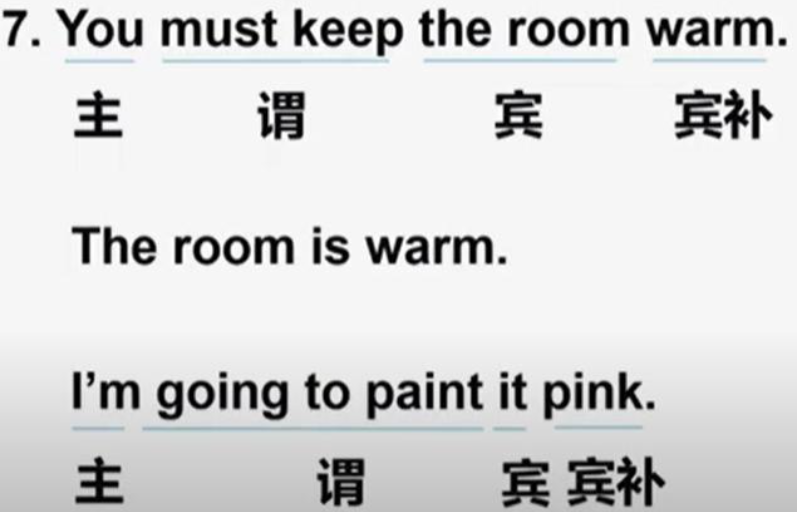 7. You must keep the room warm.
主 谓 宾 宾补
The room is warm.
I'm going to paint it pink.
主 谓 宾 宾补